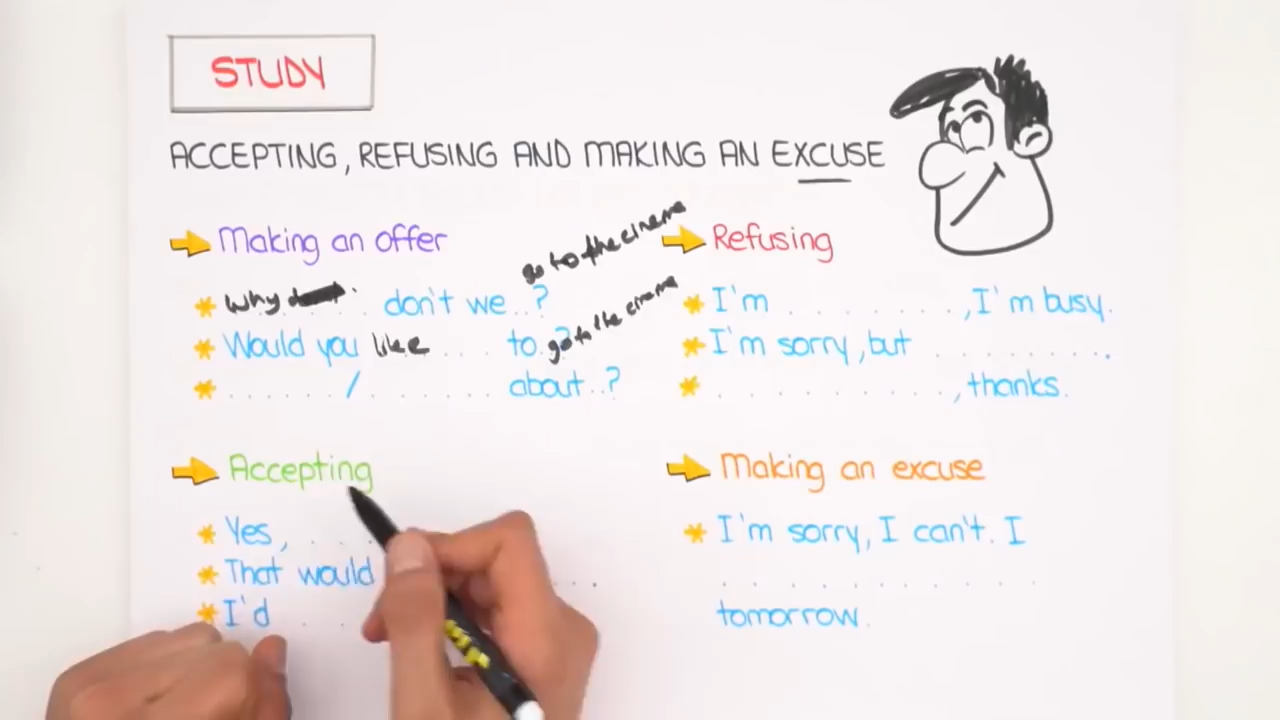 STUDY
ACCEPTING, REFUSING AND MAKING AN EXCUSE
Making an offer
go to the cinema
Why don't we..?
go to the cinema
Would you like .... to..?
....../....... about..?
Refusing
I'm ........, I'm busy.
I'm sorry, but .........
.........., thanks.
Accepting
Yes, ...
That would
I'd ...
Making an excuse
I'm sorry, I can't. I
...........
tomorrow.